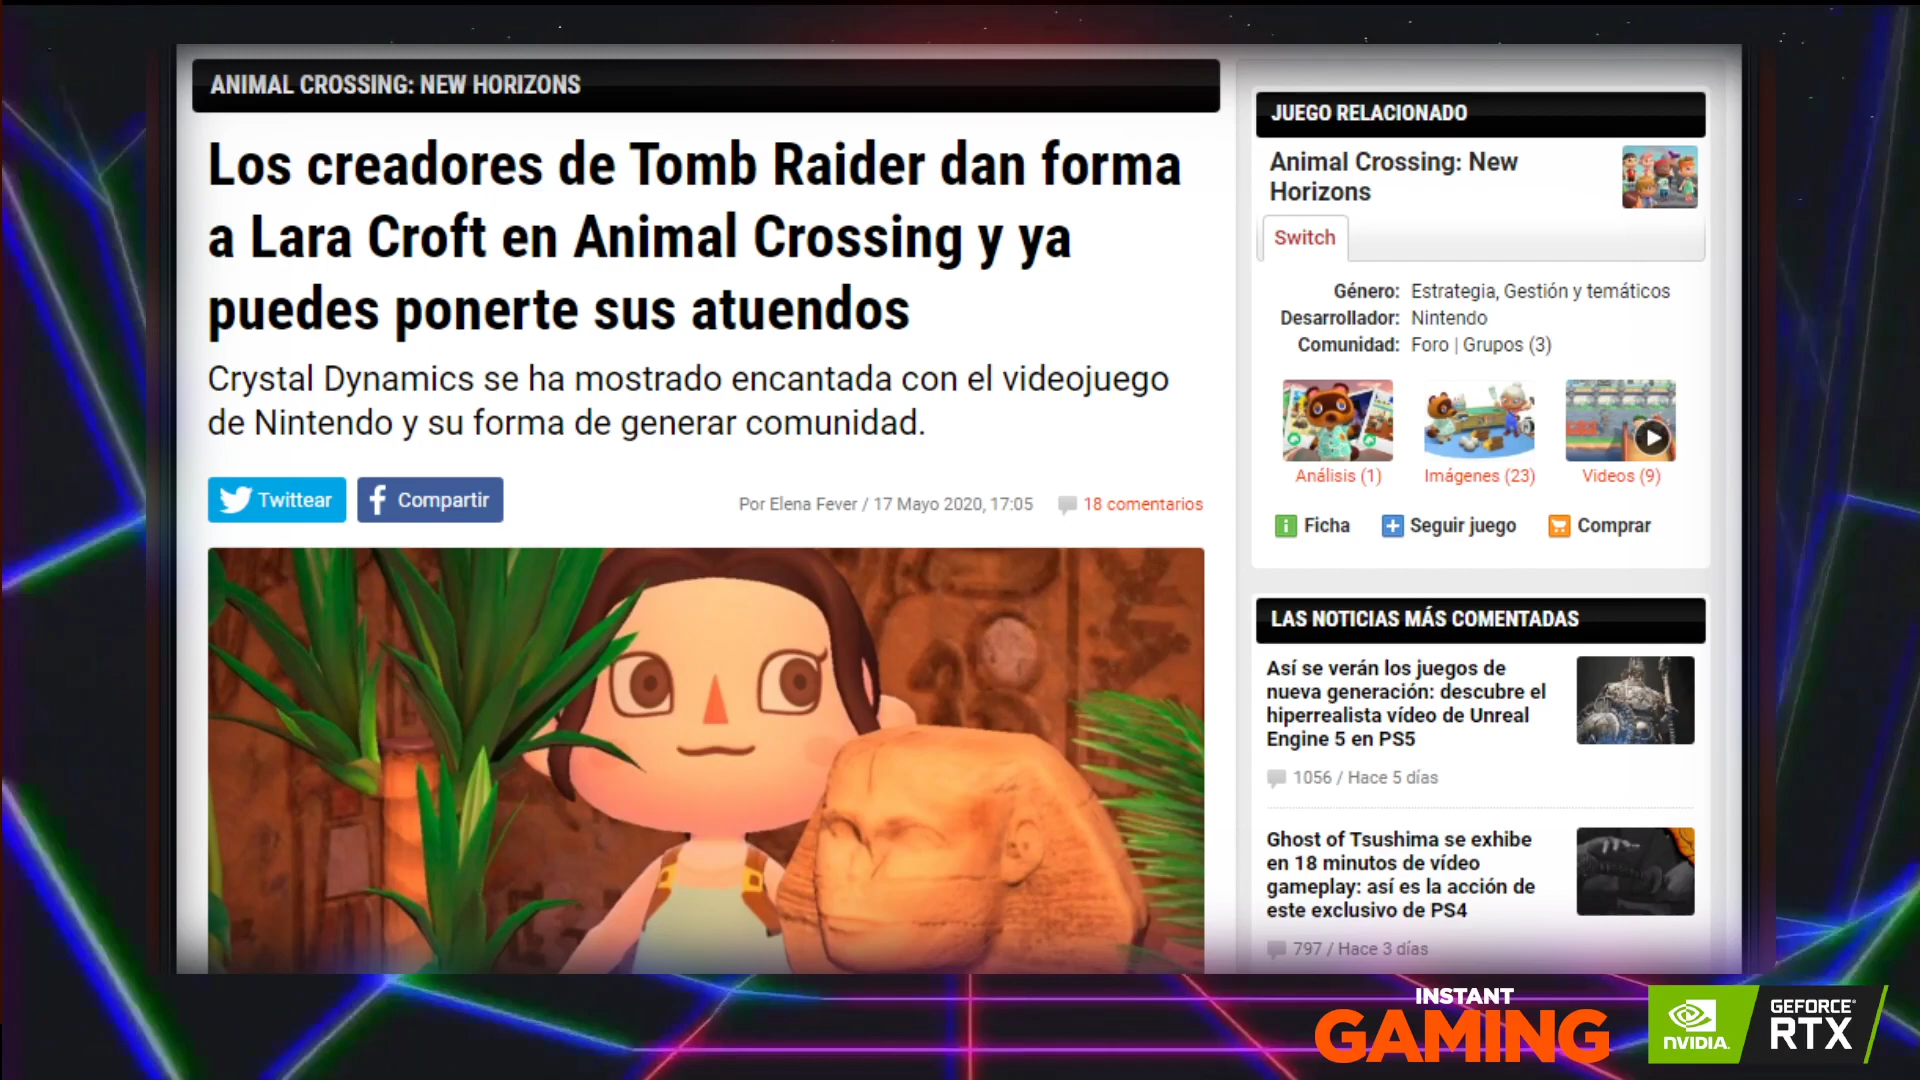 ANIMAL CROSSING: NEW HORIZONS
Los creadores de Tomb Raider dan forma
a Lara Croft en Animal Crossing y ya
puedes ponerte sus atuendos
Crystal Dynamics se ha mostrado encantada con el videojuego
de Nintendo y su forma de generar comunidad.
Twittear
Compartir
Por Elena Fever / 17 Mayo 2020, 17:05
18 comentarios
JUEGO RELACIONADO
Animal Crossing: New
Horizons
Switch
Género: Estrategia, Gestión y temáticos
Desarrollador: Nintendo
Comunidad: Foro | Grupos (3)
Análisis (1)
Imágenes (23)
Videos (9)
Ficha
Seguir juego
Comprar
LAS NOTICIAS MÁS COMENTADAS
Así se verán los juegos de
nueva generación: descubre el
hiperrealista vídeo de Unreal
Engine 5 en PS5
1056 / Hace 5 días
Ghost of Tsushima se exhibe
en 18 minutos de vídeo
gameplay: así es la acción de
este exclusivo de PS4
797 / Hace 3 días
INSTANT
GAMING
NVIDIA.
GEFORCE
RTX